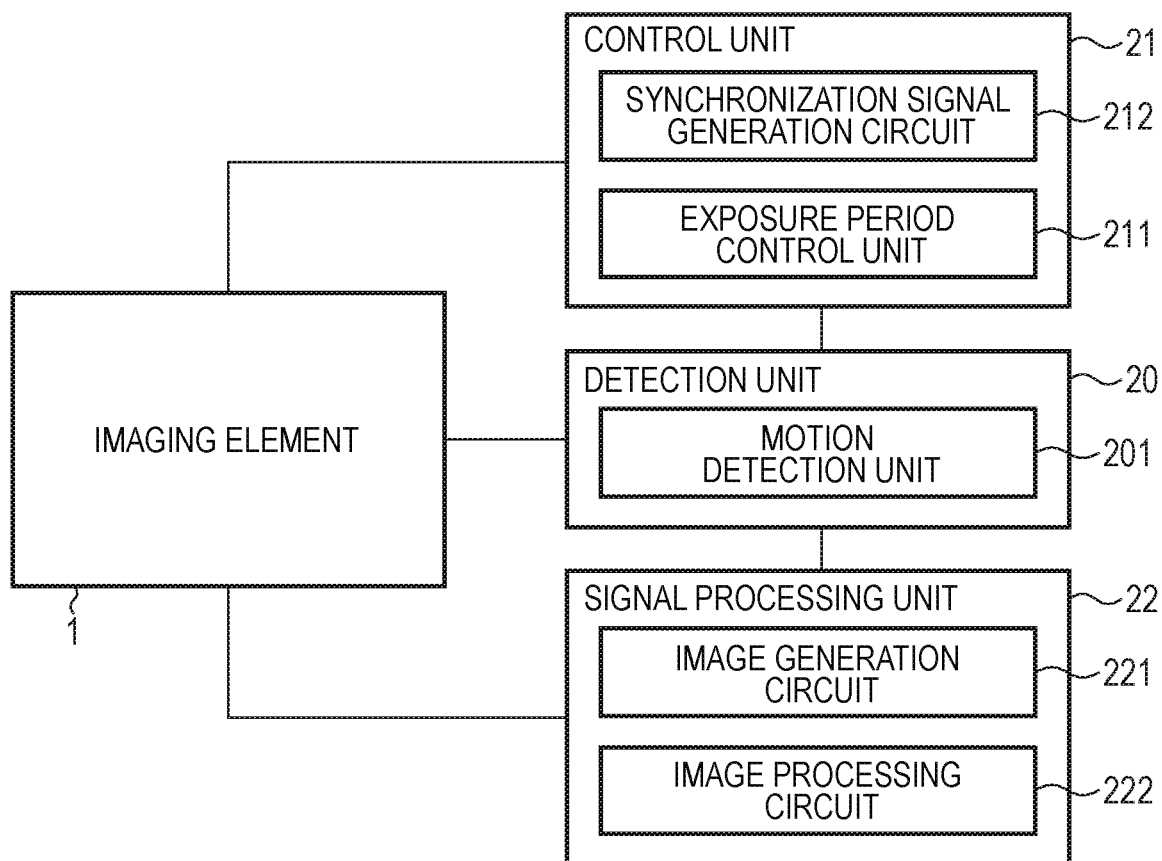 CONTROL UNIT
21
SYNCHRONIZATION SIGNAL
GENERATION CIRCUIT
212
EXPOSURE PERIOD
CONTROL UNIT
211
IMAGING ELEMENT
1
DETECTION UNIT
20
MOTION
DETECTION UNIT
201
SIGNAL PROCESSING UNIT
22
IMAGE GENERATION
CIRCUIT
221
IMAGE PROCESSING
CIRCUIT
222